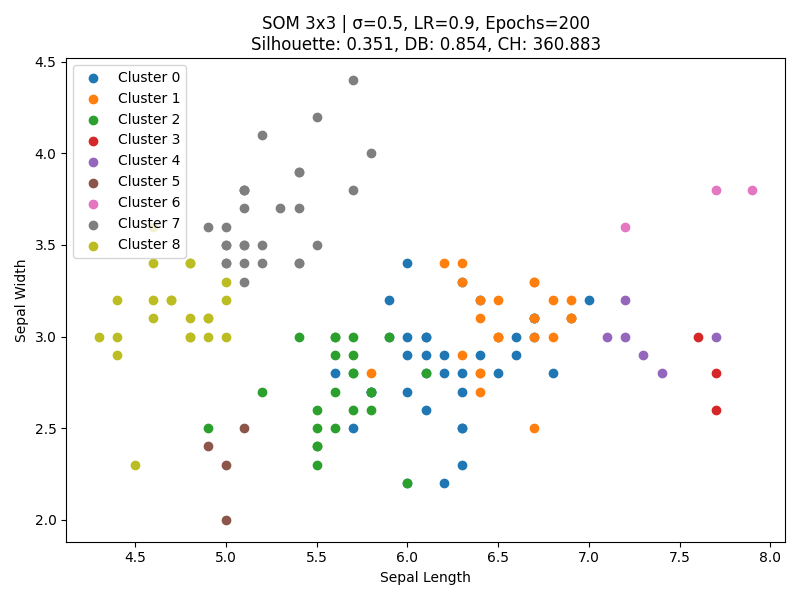 SOM 3x3 | σ=0.5, LR=0.9, Epochs=200
Silhouette: 0.351, DB: 0.854, CH: 360.883
4.5
4.0
3.5
3.0
2.5
2.0
Sepal Width
Cluster 0
Cluster 1
Cluster 2
Cluster 3
Cluster 4
Cluster 5
Cluster 6
Cluster 7
Cluster 8
4.5 5.0 5.5 6.0 6.5 7.0 7.5 8.0
Sepal Length